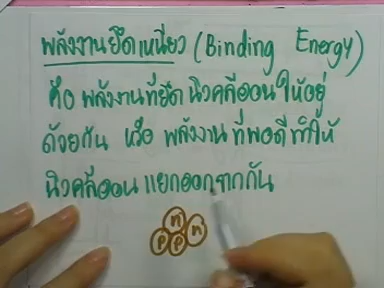 พลังงานยึดเหนี่ยว (Binding Energy)
คือ พลังงานที่ยึด นิวคลีออน ให้อยู่
ด้วยกัน หรือ พลังงาน ที่พอดีทำให้
นิวคลีออน แยกออกจากกัน
n
P P n